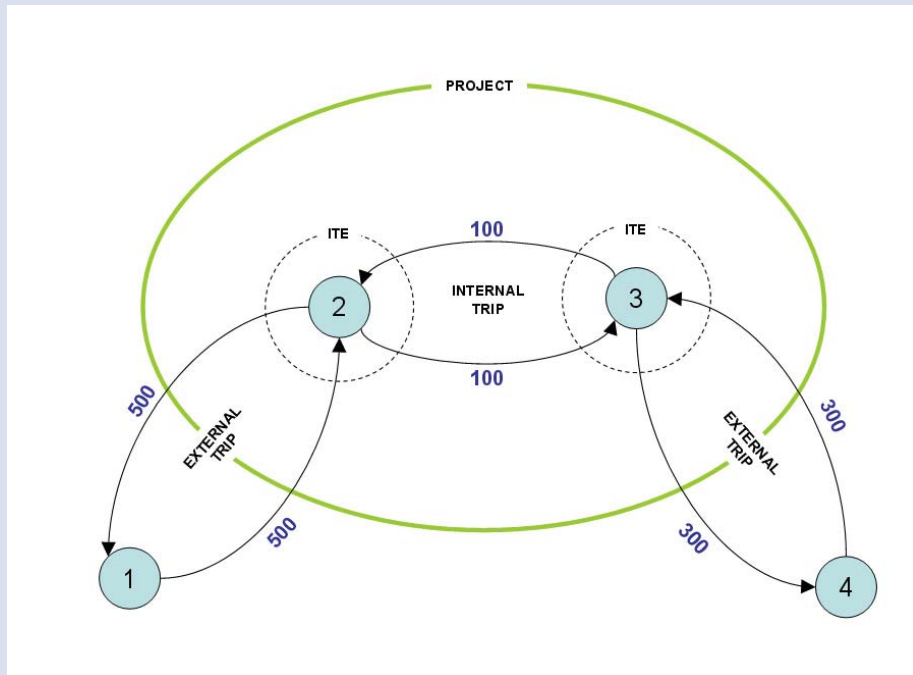 PROJECT
ITE
ITE
100
2
INTERNAL
TRIP
3
100
500
EXTERNAL
TRIP
500
EXTERNAL
TRIP
300
300
1
4